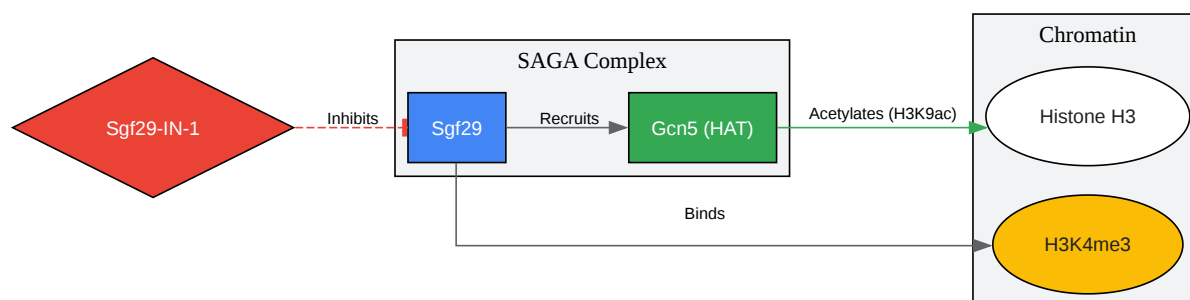 Chromatin
SAGA Complex
Sgf29-IN-1
Inhibits
Sgf29
Recruits
Gcn5 (HAT)
Acetylates (H3K9ac)
Histone H3
Binds
H3K4me3